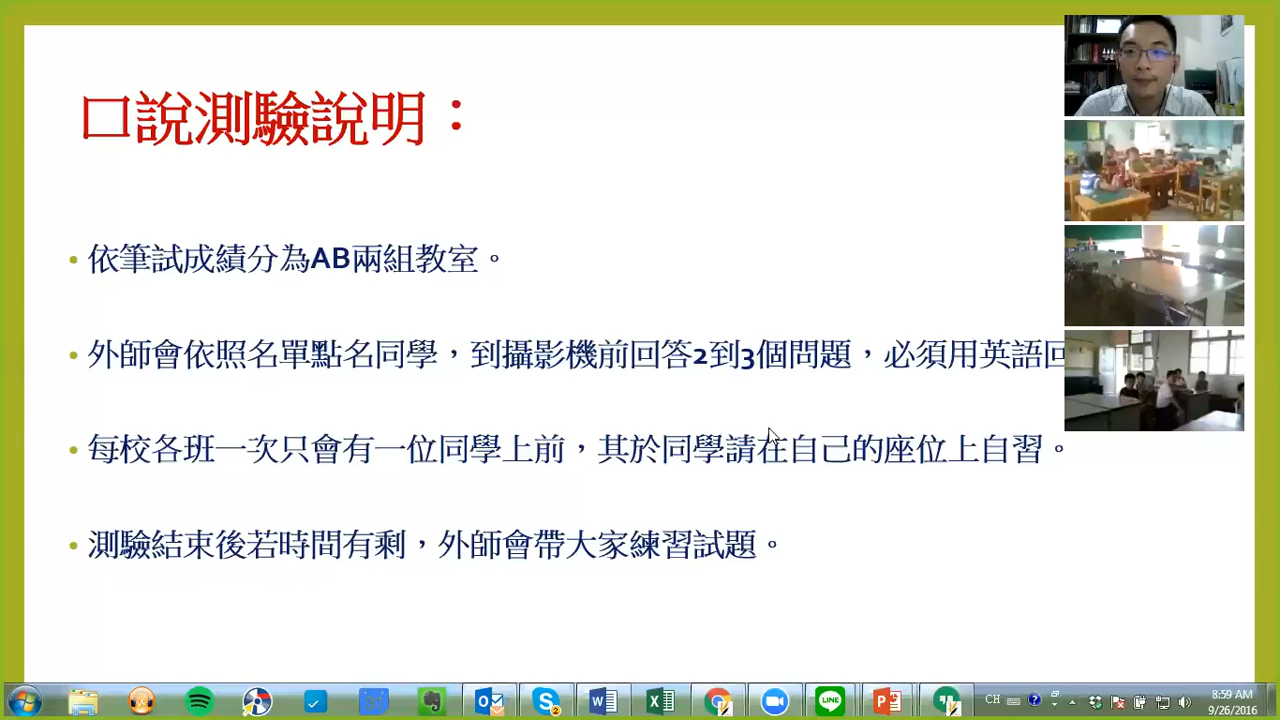 口說測驗說明：
• 依筆試成績分為AB兩組教室。
• 外師會依照名單點名同學，到攝影機前回答2到3個問題，必須用英語回
• 每校各班一次只會有一位同學上前，其於同學請在自己的座位上自習。
• 測驗結束後若時間有剩，外師會帶大家練習試題。
CH
8:59 AM
9/26/2016